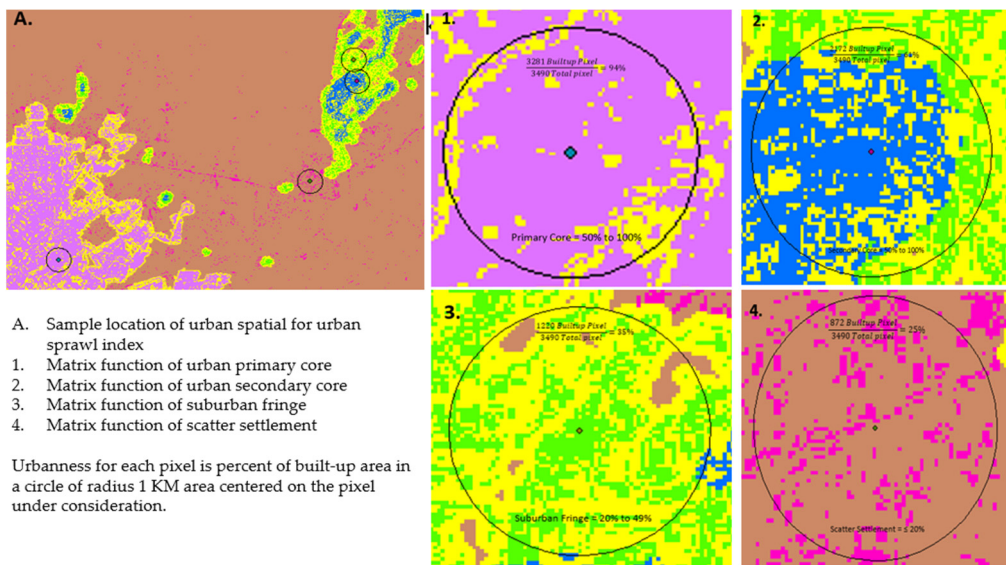 A.
1.
3281 Builtup Pixel
3490 Total pixel
= 94%
Primary Core = 50% to 100%
2.
Builtup Pixel
3490 Total pixel
50% to 100%
A. Sample location of urban spatial for urban
sprawl index
1. Matrix function of urban primary core
2. Matrix function of urban secondary core
3. Matrix function of suburban fringe
4. Matrix function of scatter settlement
Urbanness for each pixel is percent of built-up area in
a circle of radius 1 KM area centered on the pixel
under consideration.
3.
Builtup Pixel
3490 Total pixel
= 35%
Suburban Fringe = 20% to 49%
4.
872 Builtup Pixel
3490 Total pixel
= 25%
Scatter Settlement = ≤ 20%